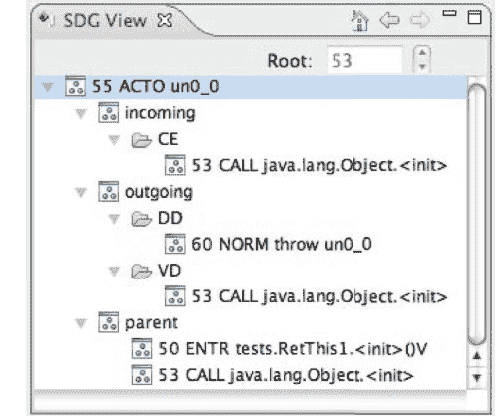 SDG View
Root: 53
55 ACTO un0_0
incoming
CE
53 CALL java.lang.Object.<init>
outgoing
DD
60 NORM throw un0_0
VD
53 CALL java.lang.Object.<init>
parent
50 ENTR tests.RetThis1.<init>()V
53 CALL java.lang.Object.<init>